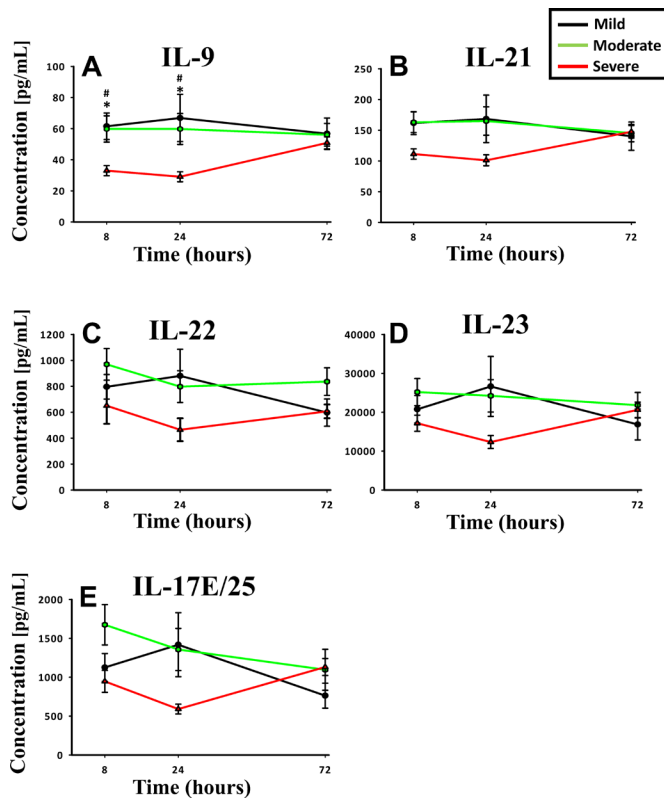 Mild
Moderate
Severe
A
IL-9
Concentration [pg/mL]
100
80
60
40
20
0
#
*
#
*
8
24
72
Time (hours)
B
IL-21
250
200
150
100
50
0
8
24
72
Time (hours)
C
IL-22
Concentration [pg/mL]
1200
1000
800
600
400
200
0
8
24
72
Time (hours)
D
IL-23
40000
30000
20000
10000
0
8
24
72
Time (hours)
E
IL-17E/25
Concentration [pg/mL]
2000
1500
1000
500
0
8
24
72
Time (hours)